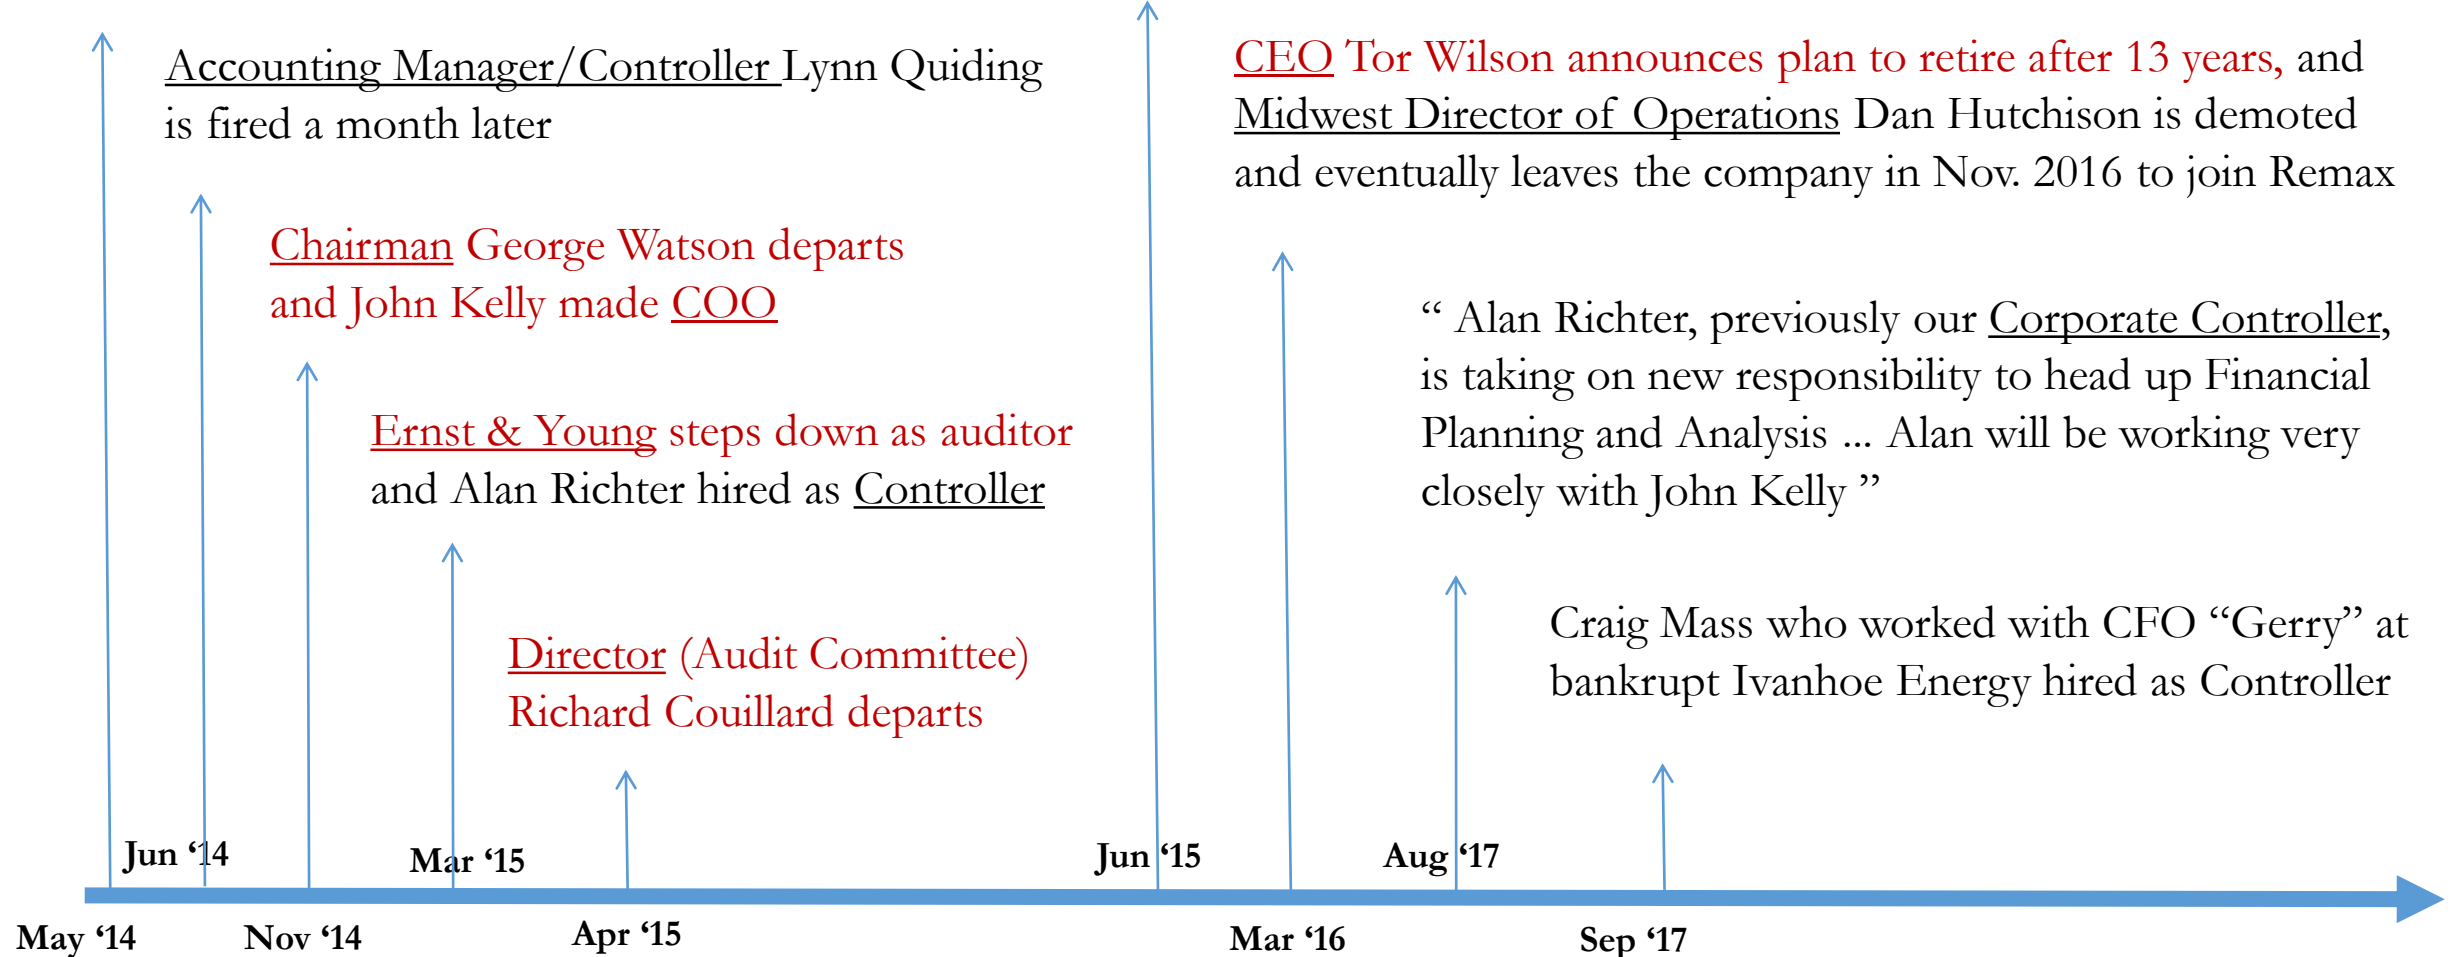 Accounting Manager/Controller Lynn Quiding
is fired a month later
Chairman George Watson departs
and John Kelly made COO
Ernst & Young steps down as auditor
and Alan Richter hired as Controller
Director (Audit Committee)
Richard Couillard departs
CEO Tor Wilson announces plan to retire after 13 years, and
Midwest Director of Operations Dan Hutchison is demoted
and eventually leaves the company in Nov. 2016 to join Remax
“ Alan Richter, previously our Corporate Controller,
is taking on new responsibility to head up Financial
Planning and Analysis ... Alan will be working very
closely with John Kelly ”
Craig Mass who worked with CFO “Gerry” at
bankrupt Ivanhoe Energy hired as Controller
Jun ‘14
Mar ‘15
Jun ‘15
Aug ‘17
May ‘14
Nov ‘14
Apr ‘15
Mar ‘16
Sep ‘17